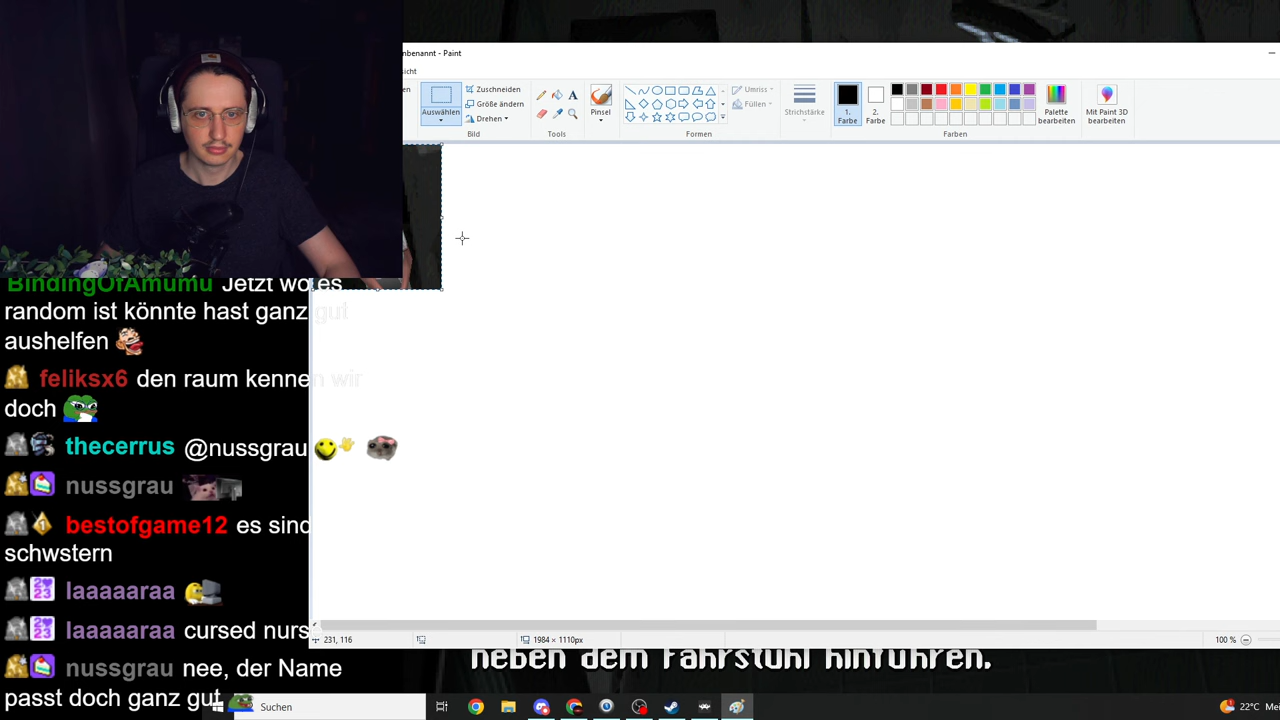 nbenannt - Paint
sicht
Auswählen
Zuschneiden
Größe ändern
Drehen
Bild
A
Tools
Pinsel
Umriss
Füllen
Formen
Strichstärke
1.
Farbe
2.
Farbe
Palette
bearbeiten
Farben
Mit Paint 3D
bearbeiten
BindingOfAmumu Jetzt wo es
random ist könnte hast ganz gut
aushelfen
feliksx6 den raum kennen wir
doch
thecerrus @nussgrau
nussgrau
bestofgame12 es sind
schwstern
laaaaaraa
laaaaaraa cursed nurs
nussgrau nee, der Name
passt doch ganz gut
231, 116
1984 × 1110px
100 %
neben dem Fahrstuhl hinführen.
Suchen
22°C Me